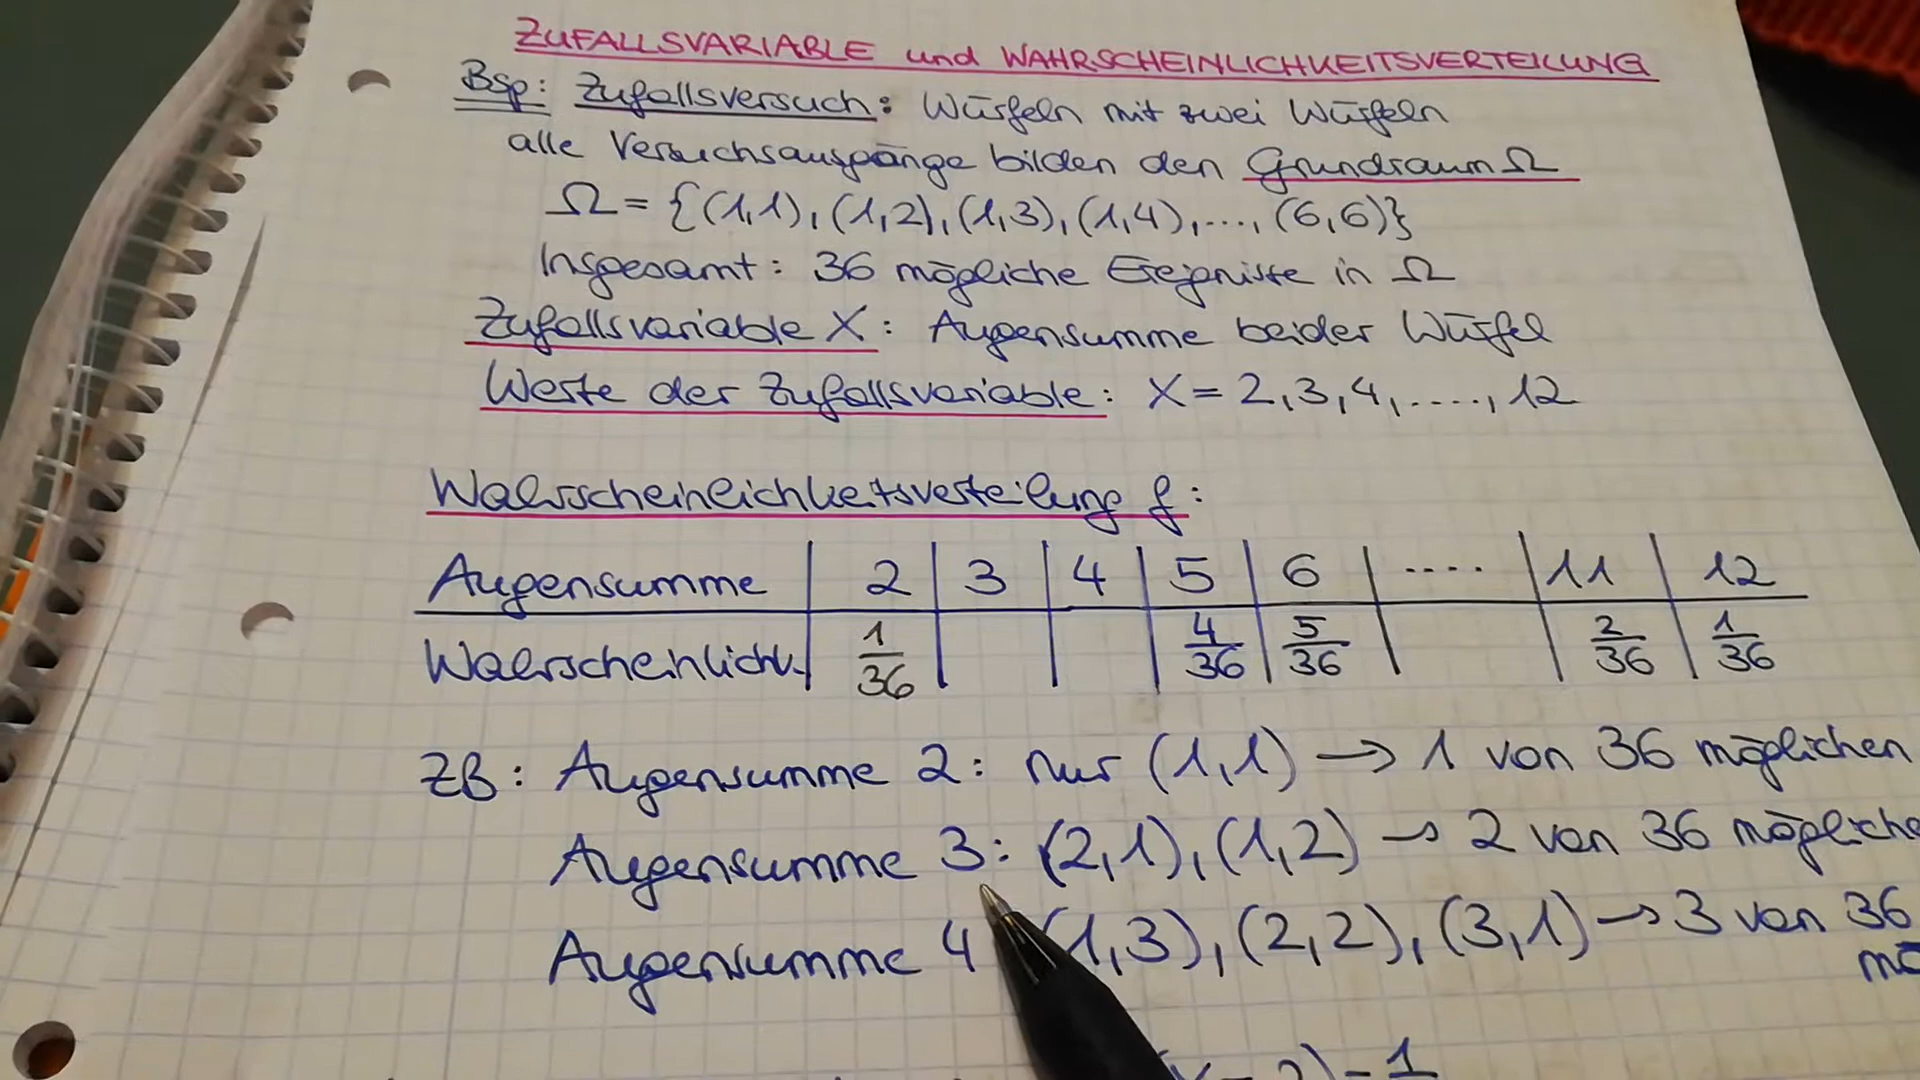 ZUFALLSVARIABLE und WAHRSCHEINLICHKEITSVERTEILUNG
Bsp: Zufallsversuch: Würfeln mit zwei Würfeln
alle Versuchsausgänge bilden den Grundraum Ω
Ω = {(1,1), (1,2), (1,3), (1,4), ..., (6,6)}
Insgesamt: 36 mögliche Ereignisse in Ω
Zufallsvariable X: Augensumme beider Würfel
Werte der Zufallsvariable: X = 2, 3, 4, ...., 12
Wahrscheinlichkeitsverteilung f:
Augensumme | 2 | 3 | 4 | 5 | 6 | .... | 11 | 12
Wahrscheinlichk. | 1/36 | | | 4/36 | 5/36 | | 2/36 | 1/36
ZB: Augensumme 2: nur (1,1) → 1 von 36 möglichen
Augensumme 3: (2,1), (1,2) → 2 von 36 mögliche
Augensumme 4 (1,3), (2,2), (3,1) → 3 von 36
mö